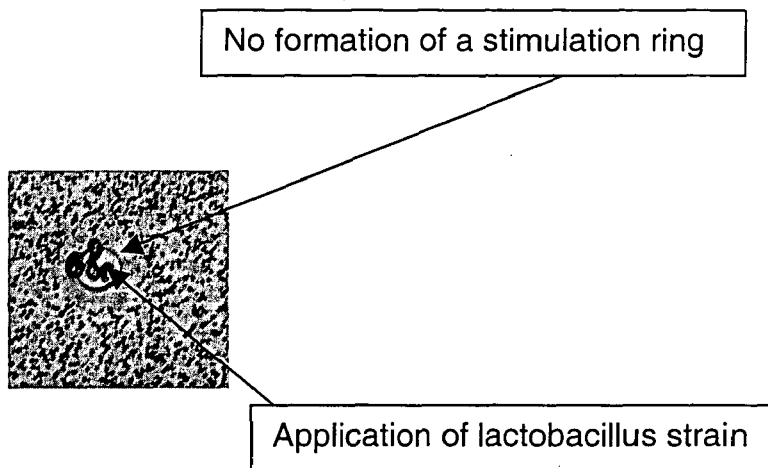 No formation of a stimulation ring
Application of lactobacillus strain